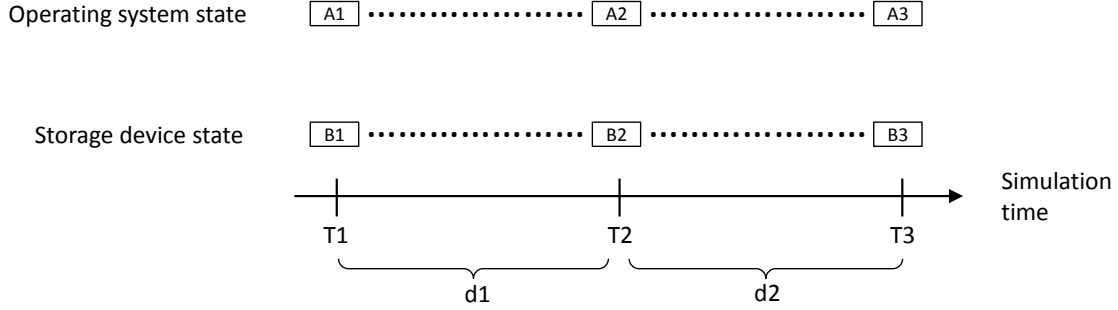 Operating system state
A1
A2
A3
Storage device state
B1
B2
B3
Simulation
time
T1
T2
T3
d1
d2